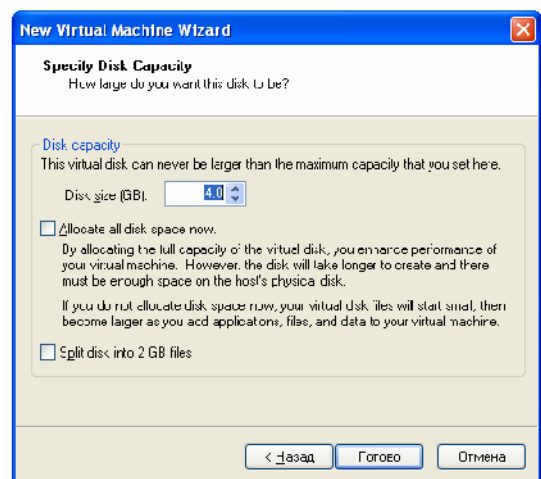 New Virtual Machine Wizard
Specify Disk Capacity
How large do you want this disk to be?
Disk capacity
This virtual disk can never be larger than the maximum capacity that you set here.
Disk size (GB):
4.0
Allocate all disk space now.
By allocating the full capacity of the virtual disk, you enhance performance of
your virtual machine. However, the disk will take longer to create and there
must be enough space on the host's physical disk.
If you do not allocate disk space now, your virtual disk files will start small, then
become larger as you add applications, files, and data to your virtual machine.
Split disk into 2 GB files
< Назад
Готово
Отмена